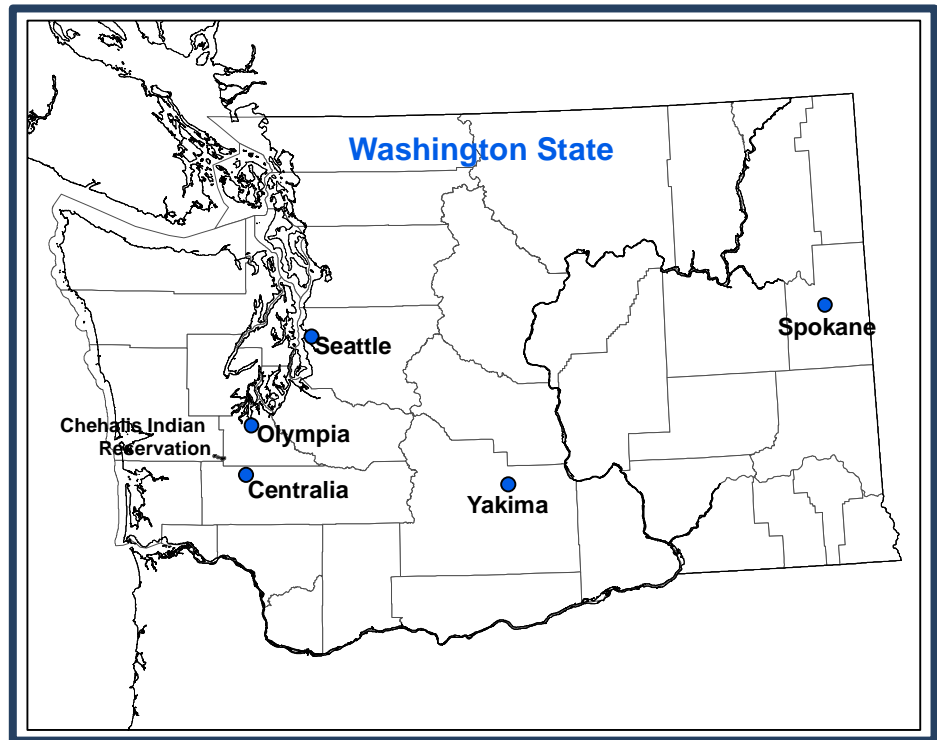 Washington State
Spokane
Seattle
Chehalis Indian
Reservation
Olympia
Centralia
Yakima